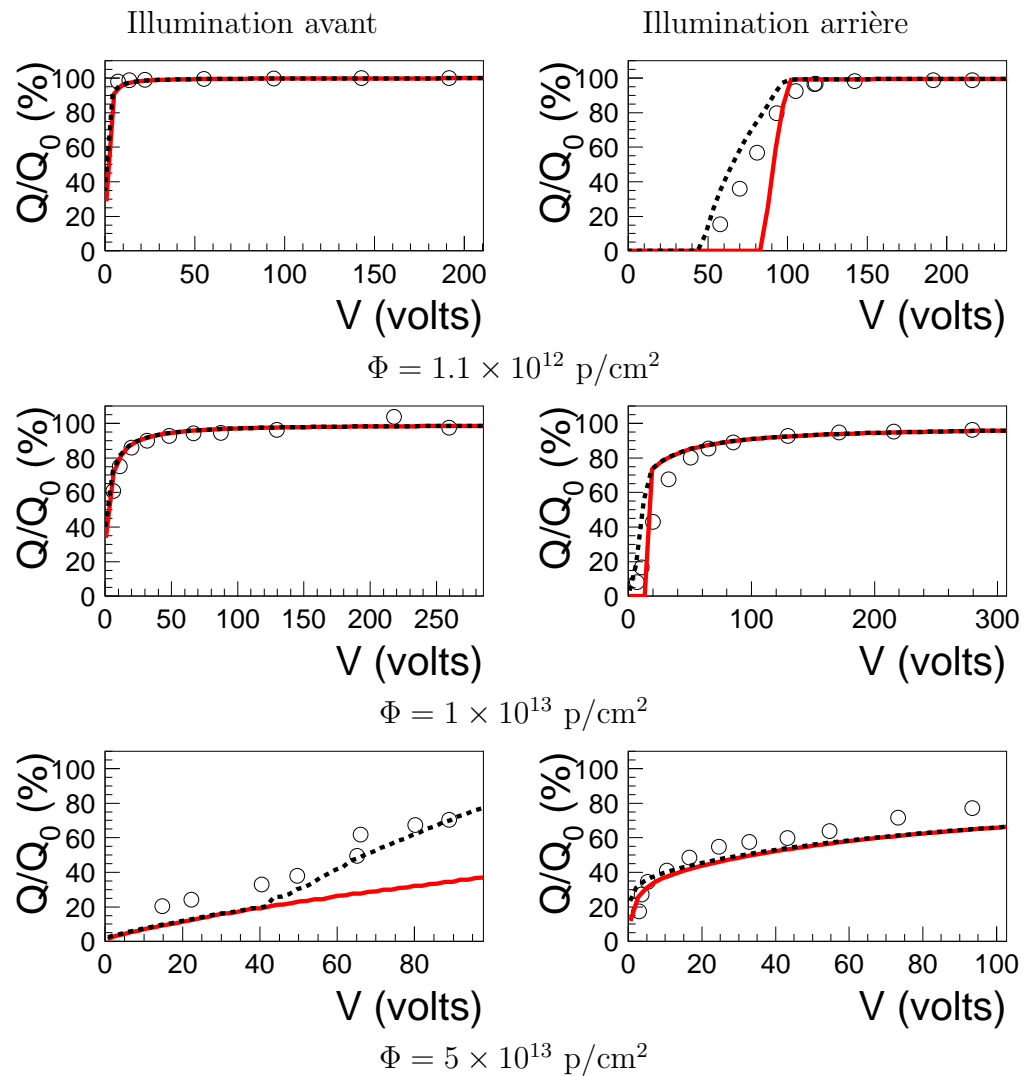 Illumination avant
Illumination arrière
Q/Q0 (%)
100
80
60
40
20
0
0 50 100 150 200
V (volts)
Q/Q0 (%)
100
80
60
40
20
0
0 50 100 150 200
V (volts)
Φ = 1.1 × 10^12 p/cm^2
Q/Q0 (%)
100
80
60
40
20
0
0 50 100 150 200 250
V (volts)
Q/Q0 (%)
100
80
60
40
20
0
0 100 200 300
V (volts)
Φ = 1 × 10^13 p/cm^2
Q/Q0 (%)
100
80
60
40
20
0
0 20 40 60 80
V (volts)
Q/Q0 (%)
100
80
60
40
20
0
0 20 40 60 80 100
V (volts)
Φ = 5 × 10^13 p/cm^2